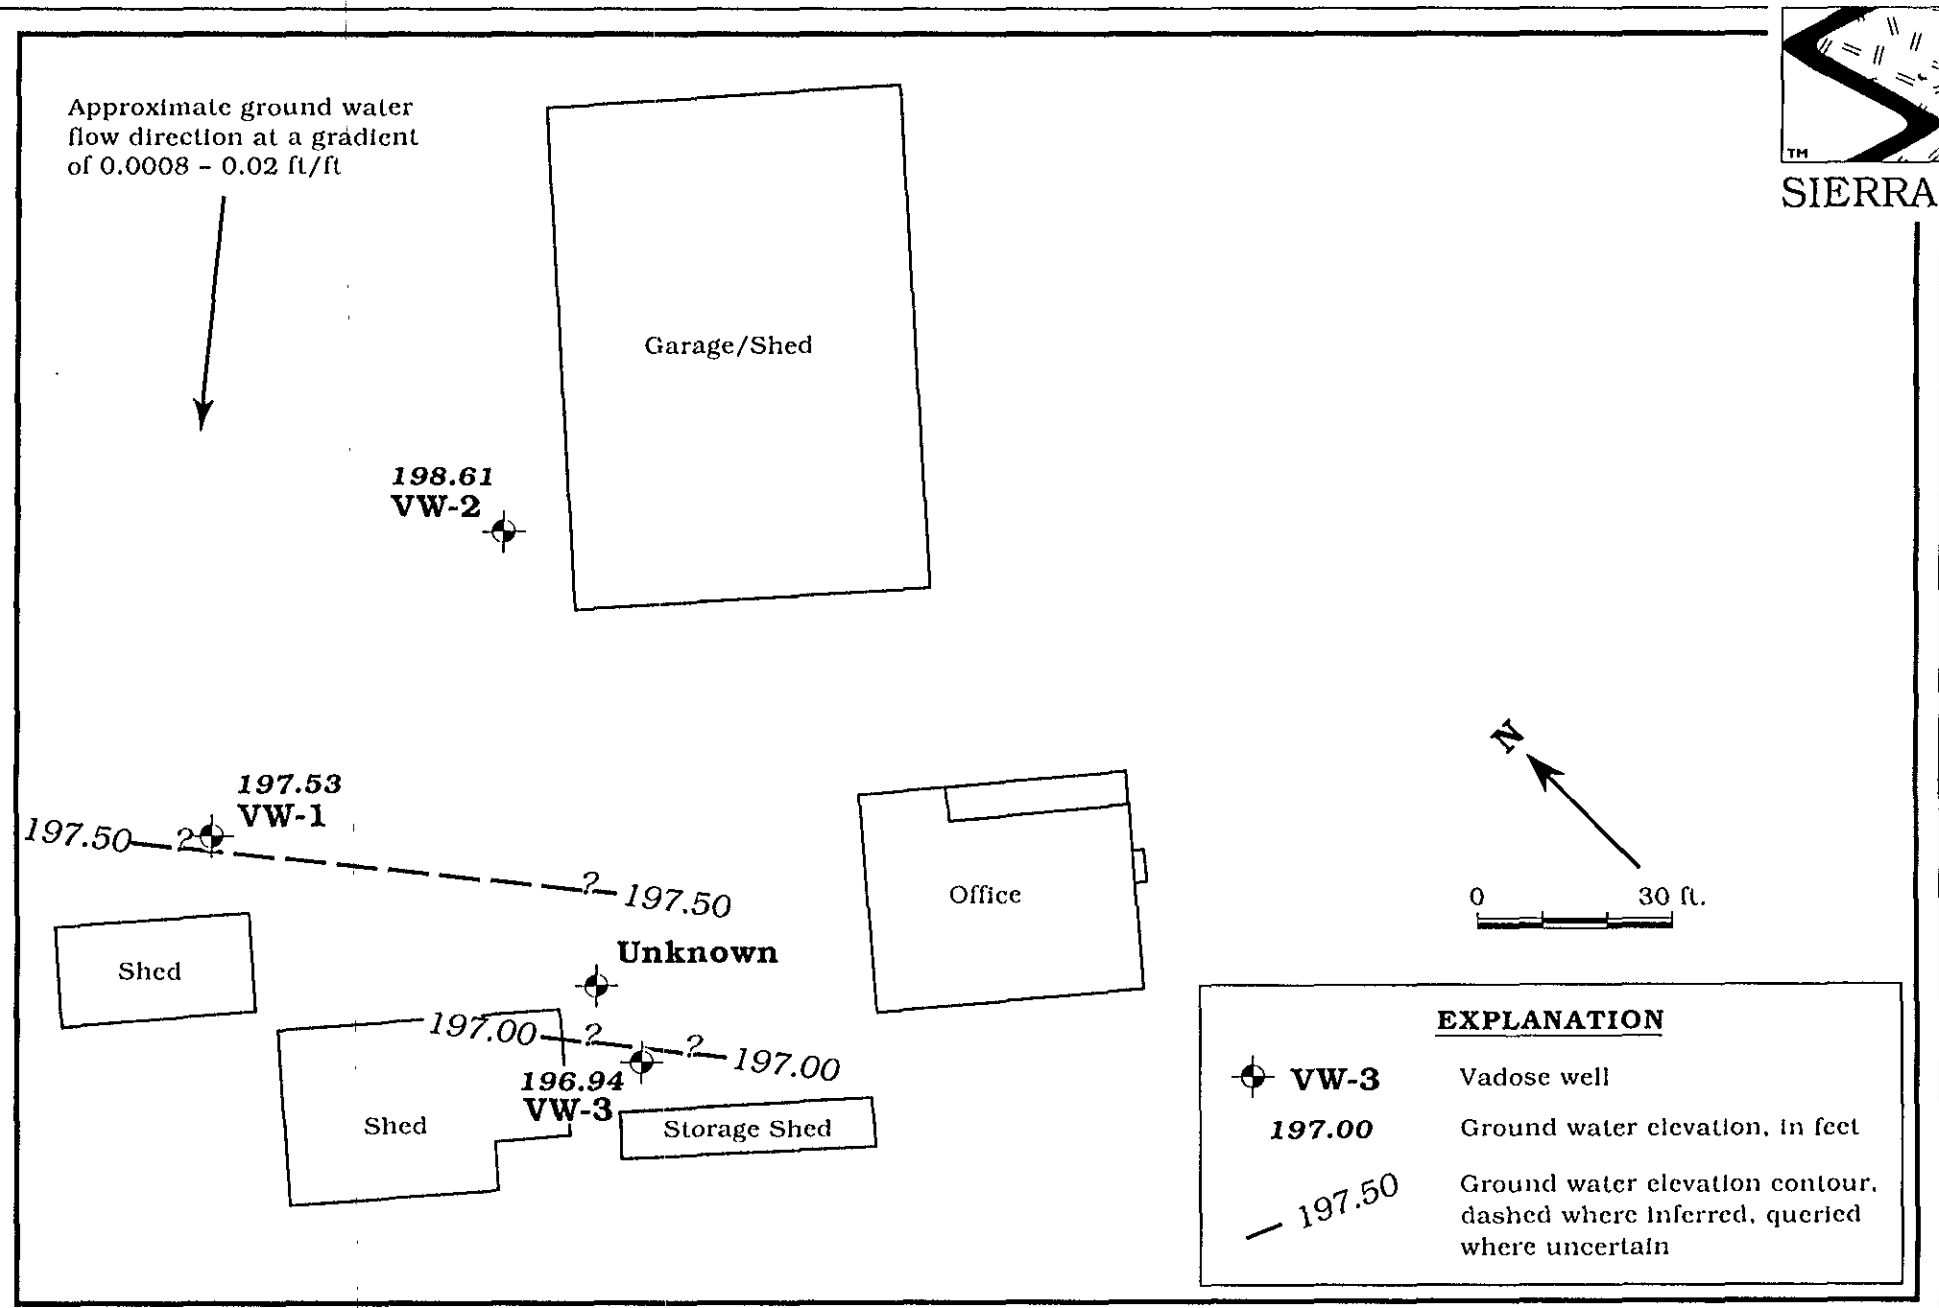 TM
SIERRA
Approximate ground water
flow direction at a gradient
of 0.0008 - 0.02 ft/ft
Garage/Shed
198.61
VW-2
N
197.53
VW-1
197.50
?
?
197.50
Office
0 30 ft.
Unknown
Shed
197.00
?
?
197.00
196.94
VW-3
Shed
Storage Shed
EXPLANATION
VW-3 Vadose well
197.00 Ground water elevation, in feet
197.50 Ground water elevation contour,
dashed where inferred, queried
where uncertain